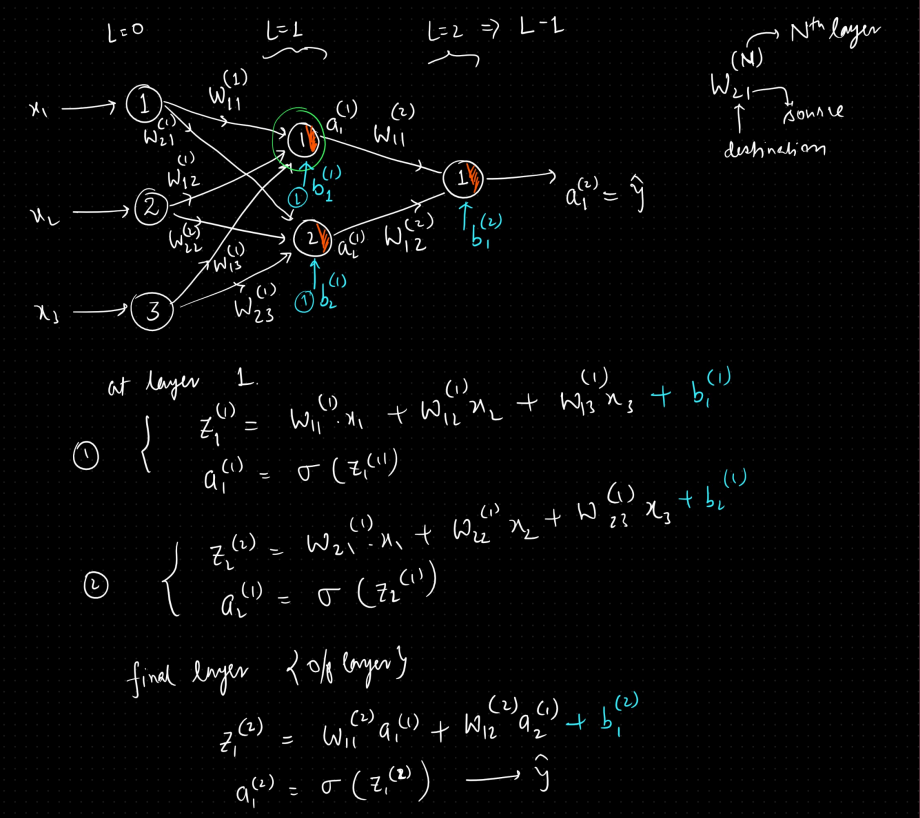 L=0 L=1 L=2 ⇒ L-1
(N) → Nth layer
W₂₁ → source
destination
x₁ → 1 W₁₁⁽¹⁾ 1 a₁⁽¹⁾ W₁₁⁽²⁾
W₂₁⁽¹⁾
W₁₂⁽¹⁾ 1 b₁⁽¹⁾ 1 → a₁⁽²⁾ = ŷ
x₂ → 2 W₂₂⁽²⁾ 2 a₂⁽¹⁾ W₁₂⁽²⁾ b₁⁽²⁾
W₁₃⁽¹⁾
x₃ → 3 W₂₃⁽¹⁾ 1 b₂⁽¹⁾
at layer 1.
1 { z₁⁽¹⁾ = W₁₁⁽¹⁾·x₁ + W₁₂⁽¹⁾x₂ + W₁₃⁽¹⁾x₃ + b₁⁽¹⁾
a₁⁽¹⁾ = σ(z₁⁽¹⁾)
2 { z₂⁽²⁾ = W₂₁⁽¹⁾·x₁ + W₂₂⁽¹⁾x₂ + W₂₃⁽¹⁾x₃ + b₂⁽¹⁾
a₂⁽¹⁾ = σ(z₂⁽¹⁾)
final layer {o/p layer}
z₁⁽²⁾ = W₁₁⁽²⁾a₁⁽¹⁾ + W₁₂⁽²⁾a₂⁽¹⁾ + b₁⁽²⁾
a₁⁽²⁾ = σ(z₁⁽²⁾) → ŷ